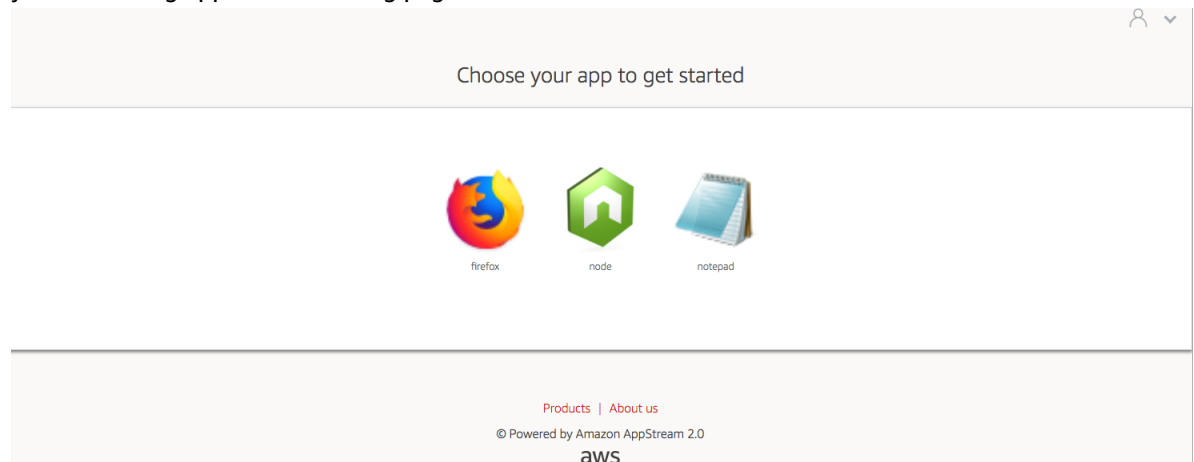 Choose your app to get started
firefox
node
notepad
Products | About us
© Powered by Amazon AppStream 2.0
aws